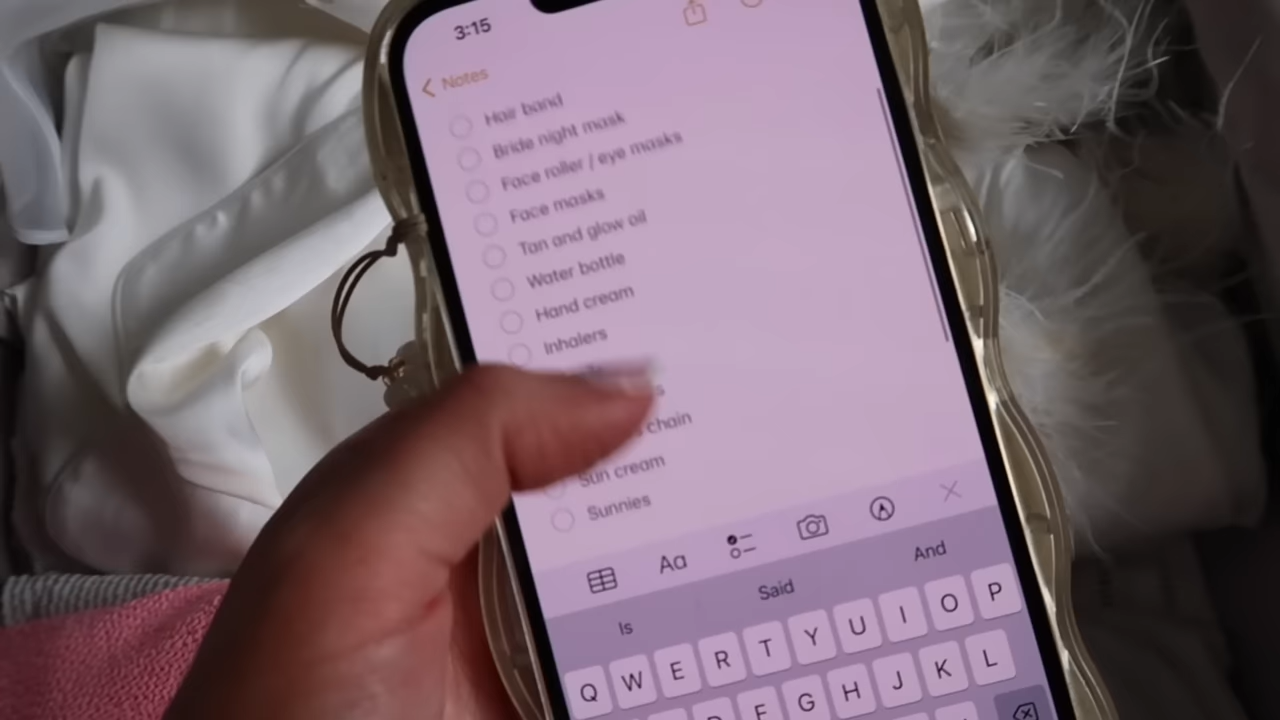 3:15
Notes
Hair band
Bride night mask
Face roller / eye masks
Face masks
Tan and glow oil
Water bottle
Hand cream
Inhalers
chain
Sun cream
Sunnies
Aa
Is Said And
Q W E R T Y U I O P
F G H J K L